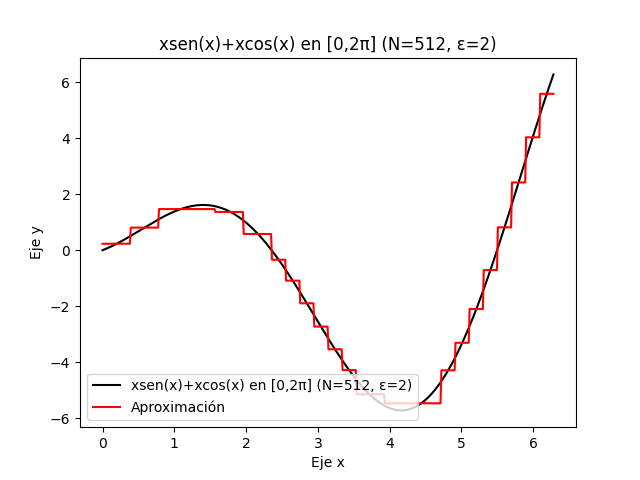 xsen(x)+xcos(x) en [0,2π] (N=512, ε=2)
Eje y
6
4
2
0
−2
−4
−6
xsen(x)+xcos(x) en [0,2π] (N=512, ε=2)
Aproximación
0 1 2 3 4 5 6
Eje x